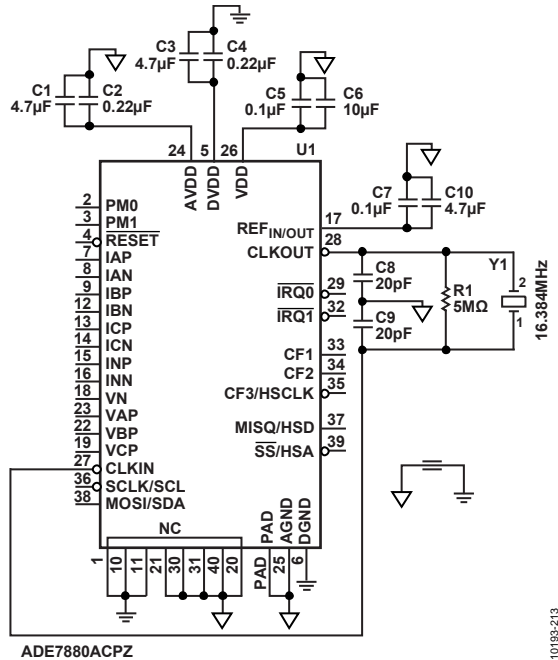 C3
4.7µF
C4
0.22µF
C1
4.7µF
C2
0.22µF
C5
0.1µF
C6
10µF
24
5
26
U1
AVDD
DVDD
VDD
C7
0.1µF
C10
4.7µF
2 PM0
3 PM1
4 RESET
7 IAP
8 IAN
9 IBP
12 IBN
13 ICP
14 ICN
15 INP
16 INN
18 VN
23 VAP
22 VBP
19 VCP
27 CLKIN
36 SCLK/SCL
38 MOSI/SDA
REFIN/OUT 17
CLKOUT 28
IRQ0 29
IRQ1 32
CF1 33
CF2 34
CF3/HSCLK 35
MISQ/HSD 37
SS/HSA 39
C8
20pF
C9
20pF
R1
5MΩ
Y1
2
1
16.384MHz
NC
PAD
AGND
DGND
1
10
11
21
30
31
40
20
PAD
25
6
ADE7880ACPZ
10193-213